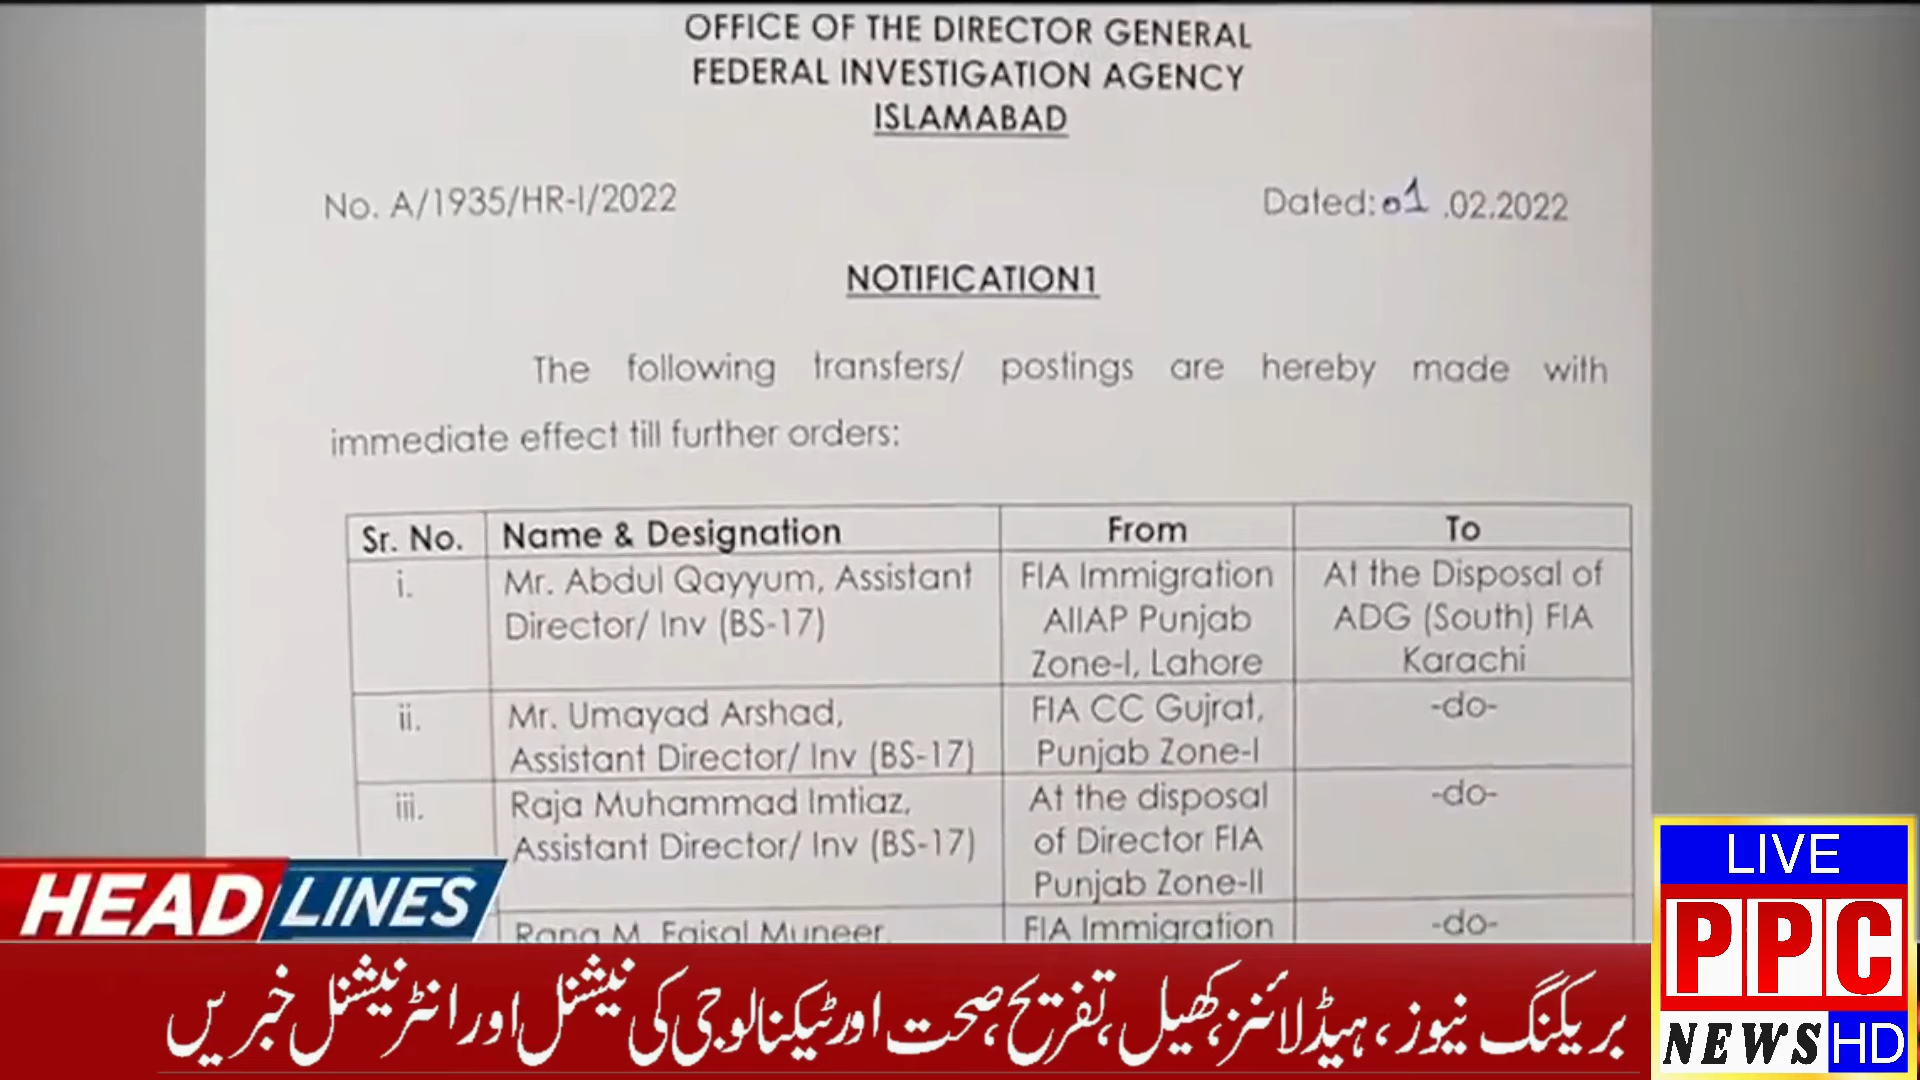 OFFICE OF THE DIRECTOR GENERAL
FEDERAL INVESTIGATION AGENCY
ISLAMABAD
No. A/1935/HR-I/2022
Dated: 01 .02.2022
NOTIFICATION1
The following transfers/ postings are hereby made with
immediate effect till further orders:
Sr. No. Name & Designation From To
i. Mr. Abdul Qayyum, Assistant Director/ Inv (BS-17)
FIA Immigration AIIAP Punjab Zone-I, Lahore
At the Disposal of ADG (South) FIA Karachi
ii. Mr. Umayad Arshad, Assistant Director/ Inv (BS-17)
FIA CC Gujrat, Punjab Zone-I
-do-
iii. Raja Muhammad Imtiaz, Assistant Director/ Inv (BS-17)
At the disposal of Director FIA Punjab Zone-II
-do-
Rana M. Faisal Muneer,
FIA Immigration
-do-
HEADLINES
بریکنگ نیوز، ہیڈلائنز، کھیل، تفریح، صحت اور ٹیکنالوجی کی نیشنل اور انٹرنیشنل خبریں
LIVE
PPC
NEWS HD